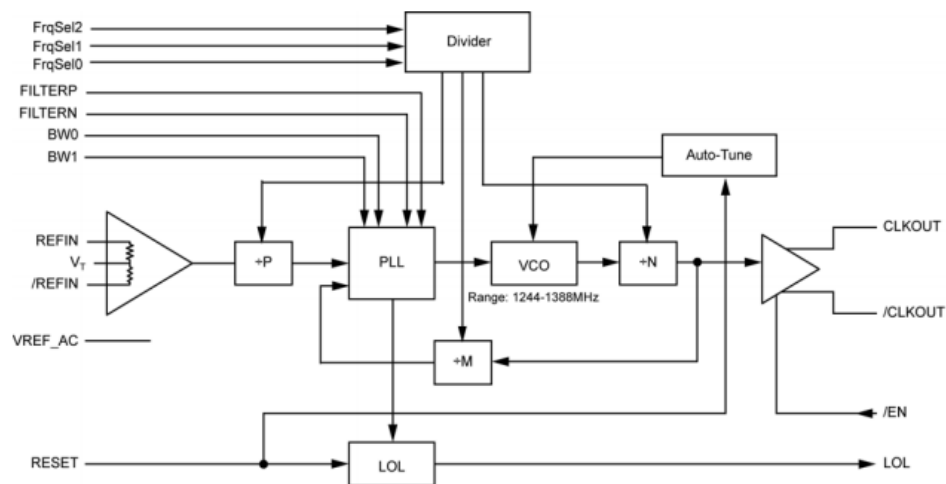 FrqSel2
FrqSel1
FrqSel0
Divider
FILTERP
FILTERN
BW0
BW1
Auto-Tune
REFIN
VT
/REFIN
÷P
PLL
VCO
÷N
CLKOUT
/CLKOUT
Range: 1244-1388MHz
VREF_AC
÷M
/EN
RESET
LOL
LOL